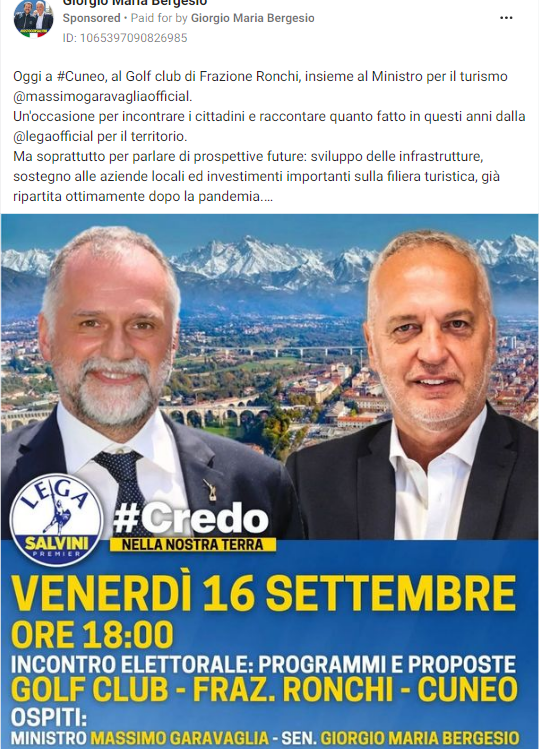 Giorgio Maria Bergesio
Sponsored • Paid for by Giorgio Maria Bergesio
ID: 1065397090826985
Oggi a #Cuneo, al Golf club di Frazione Ronchi, insieme al Ministro per il turismo
@massimogaravagliaofficial.
Un'occasione per incontrare i cittadini e raccontare quanto fatto in questi anni dalla
@legaofficial per il territorio.
Ma soprattutto per parlare di prospettive future: sviluppo delle infrastrutture,
sostegno alle aziende locali ed investimenti importanti sulla filiera turistica, già
ripartita ottimamente dopo la pandemia....
LEGA
SALVINI
PREMIER
#Credo
NELLA NOSTRA TERRA
VENERDÌ 16 SETTEMBRE
ORE 18:00
INCONTRO ELETTORALE: PROGRAMMI E PROPOSTE
GOLF CLUB - FRAZ. RONCHI - CUNEO
OSPITI:
MINISTRO MASSIMO GARAVAGLIA - SEN. GIORGIO MARIA BERGESIO